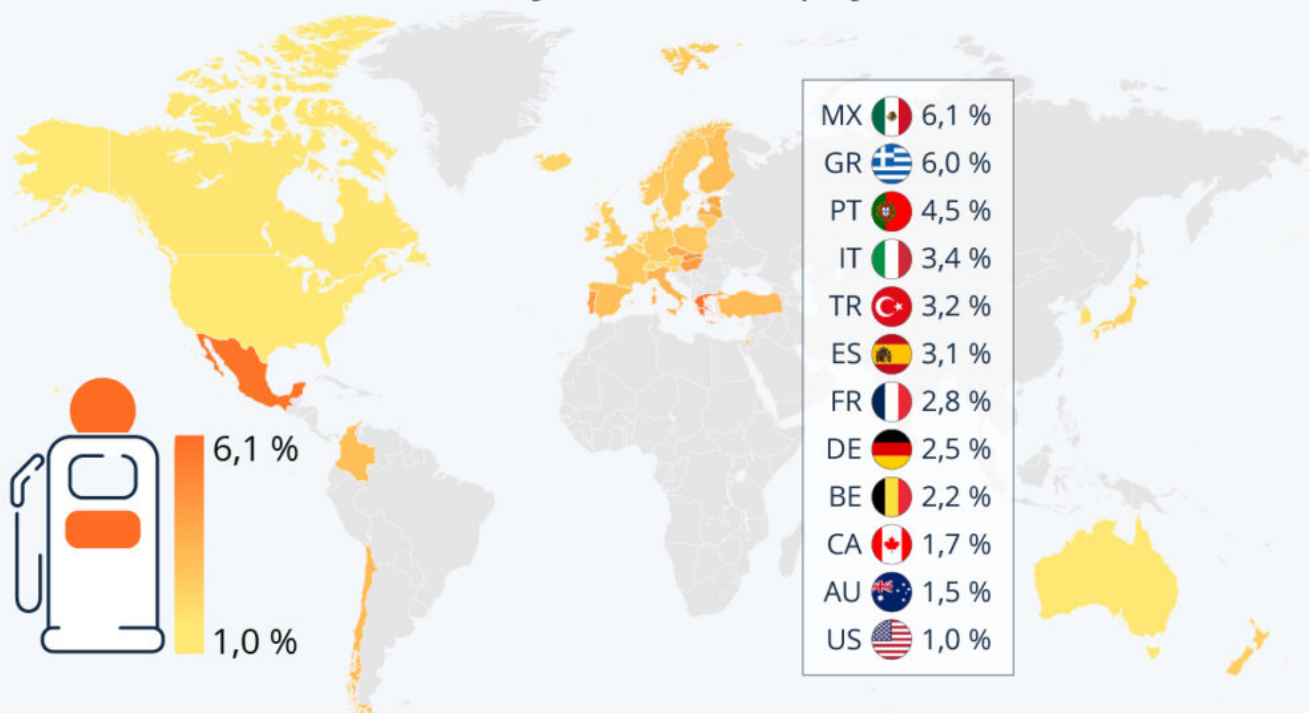 MX 6,1 %
GR 6,0 %
PT 4,5 %
IT 3,4 %
TR 3,2 %
ES 3,1 %
FR 2,8 %
DE 2,5 %
BE 2,2 %
CA 1,7 %
AU 1,5 %
US 1,0 %
6,1 %
1,0 %